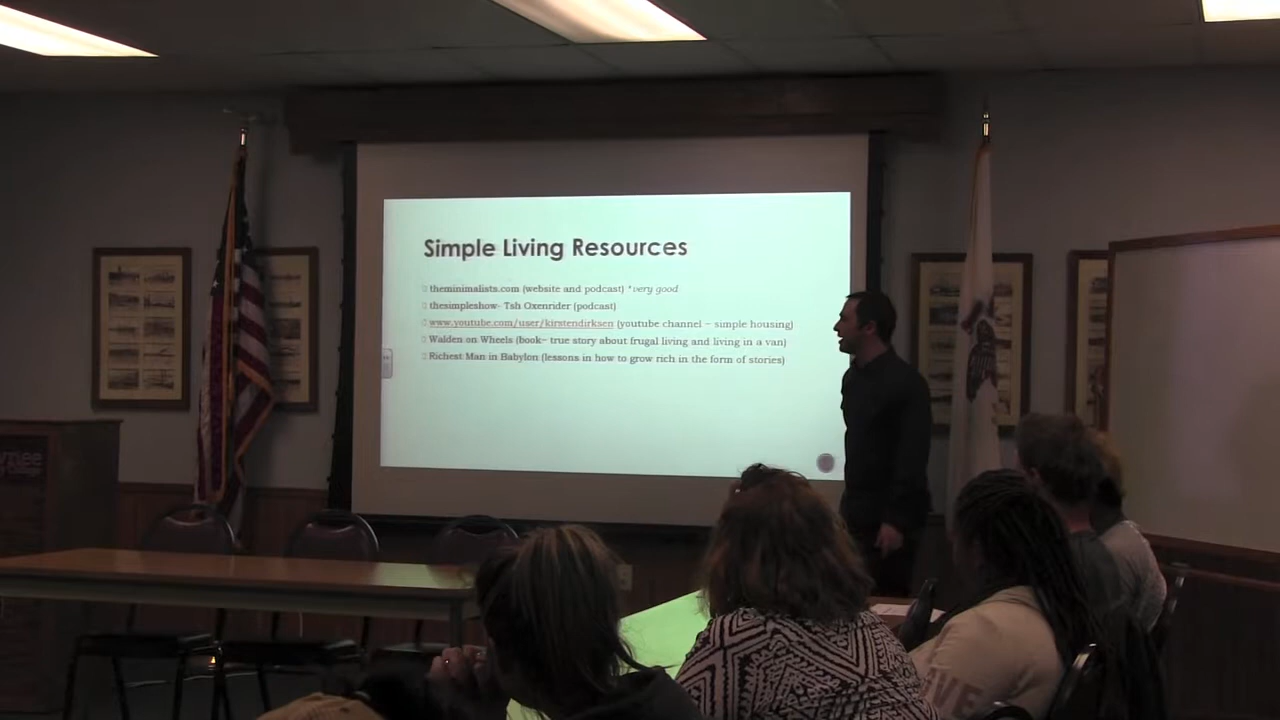 Simple Living Resources
theminimalists.com (website and podcast) *very good
thesimpleshow- Tsh Oxenrider (podcast)
www.youtube.com/user/kirstendirksen (youtube channel – simple housing)
Walden on Wheels (book– true story about frugal living and living in a van)
Richest Man in Babylon (lessons in how to grow rich in the form of stories)